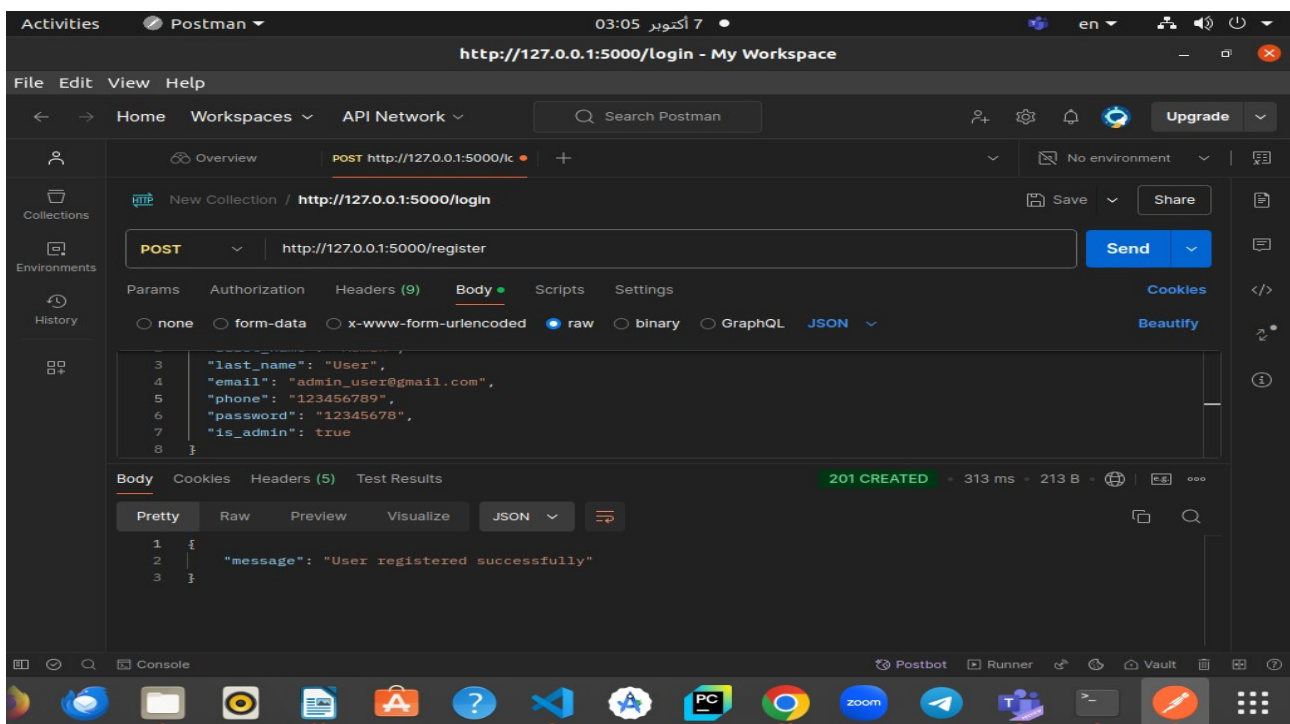 Activities Postman 03:05 7 أكتوبر en
http://127.0.0.1:5000/login - My Workspace
File Edit View Help
Home Workspaces API Network Search Postman Upgrade
Overview POST http://127.0.0.1:5000/lc No environment
Collections
New Collection / http://127.0.0.1:5000/login Save Share
Environments
POST http://127.0.0.1:5000/register Send
History
Params Authorization Headers (9) Body Scripts Settings Cookies
none form-data x-www-form-urlencoded raw binary GraphQL JSON Beautify
3 "last_name": "User",
4 "email": "admin_user@gmail.com",
5 "phone": "123456789",
6 "password": "12345678",
7 "is_admin": true
8 }
Body Cookies Headers (5) Test Results 201 CREATED 313 ms 213 B e.g.
Pretty Raw Preview Visualize JSON
1 {
2 "message": "User registered successfully"
3 }
Console Postbot Runner Vault
PC zoom